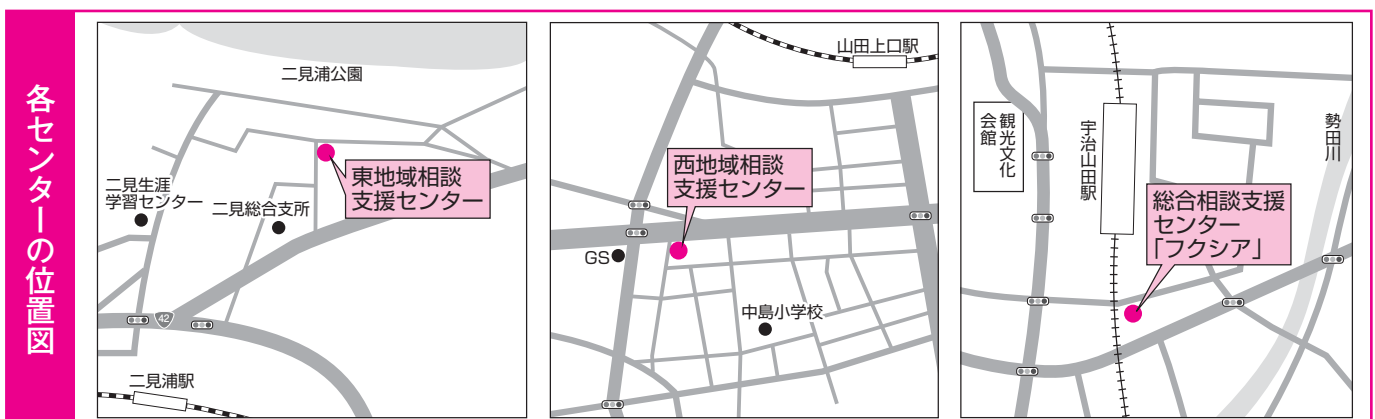 各センターの位置図
二見浦公園
東地域相談
支援センター
二見生涯
学習センター
二見総合支所
42
二見浦駅
山田上口駅
西地域相談
支援センター
GS
中島小学校
観光文化
会館
宇治山田駅
勢田川
総合相談支援
センター
「フクシア」